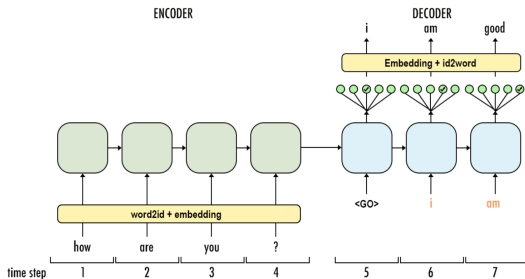 ENCODER DECODER
i am good
Embedding + id2word
word2id + embedding
<GO> i am
how are you ?
time step 1 2 3 4 5 6 7